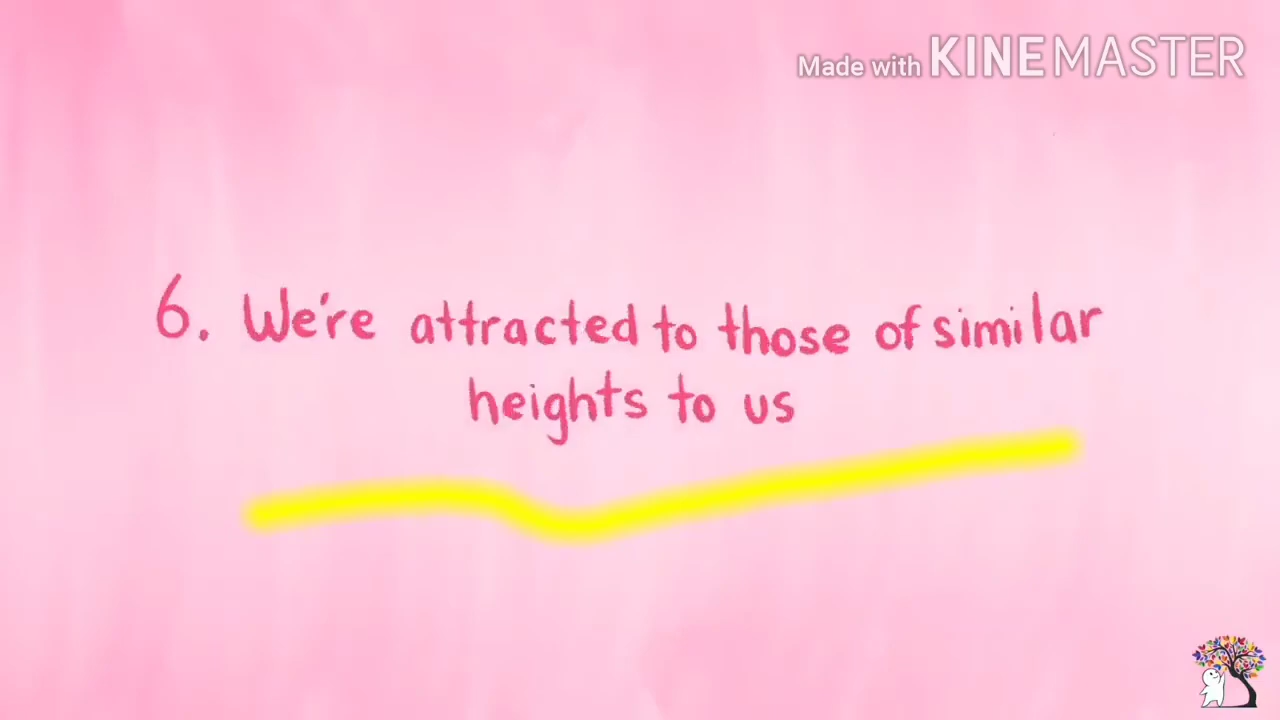 Made with KINEMASTER
6. We're attracted to those of similar
heights to us